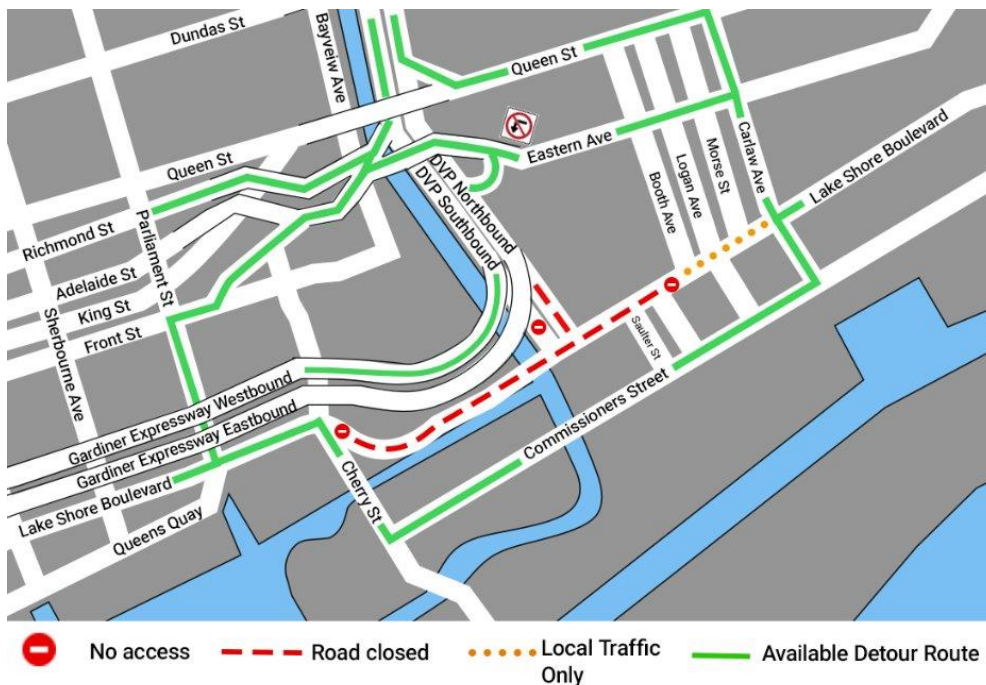 Dundas St
Bayveiw Ave
Queen St
Queen St
Eastern Ave
Carlaw Ave
Lake Shore Boulevard
Morse St
Logan Ave
Booth Ave
DVP Northbound
DVP Southbound
Richmond St
Parliament St
Adelaide St
King St
Front St
Sherbourne Ave
Saulter St
Gardiner Expressway Westbound
Gardiner Expressway Eastbound
Commissioners Street
Cherry St
Lake Shore Boulevard
Queens Quay
No access
Road closed
Local Traffic
Only
Available Detour Route